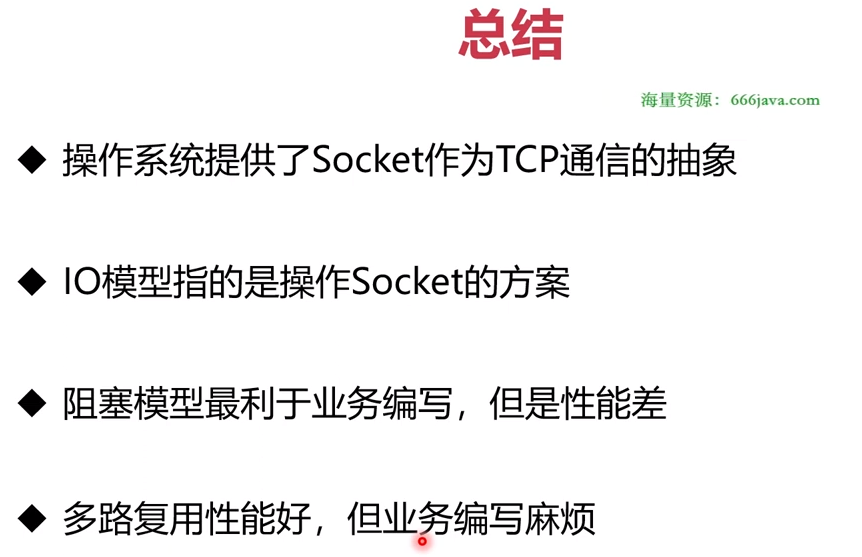 总结
海量资源：666java.com
操作系统提供了Socket作为TCP通信的抽象
IO模型指的是操作Socket的方案
阻塞模型最利于业务编写，但是性能差
多路复用性能好，但业务编写麻烦